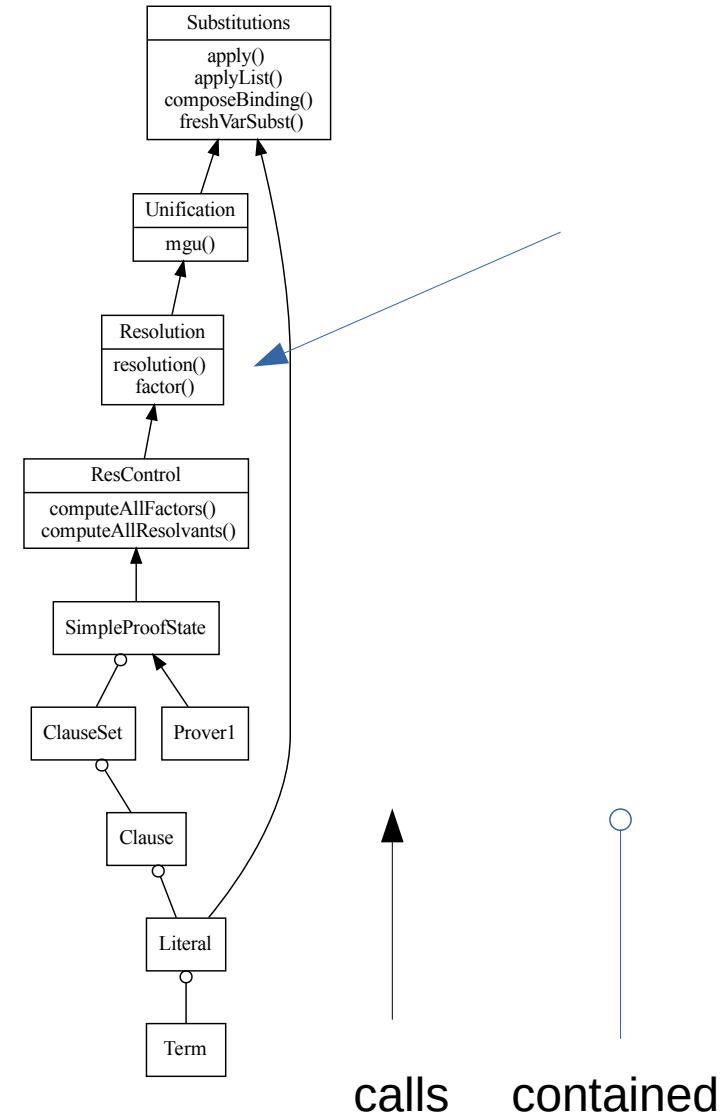 Substitutions
apply()
applyList()
composeBinding()
freshVarSubst()
Unification
mgu()
Resolution
resolution()
factor()
ResControl
computeAllFactors()
computeAllResolvants()
SimpleProofState
ClauseSet
Prover1
Clause
Literal
Term
calls
contained